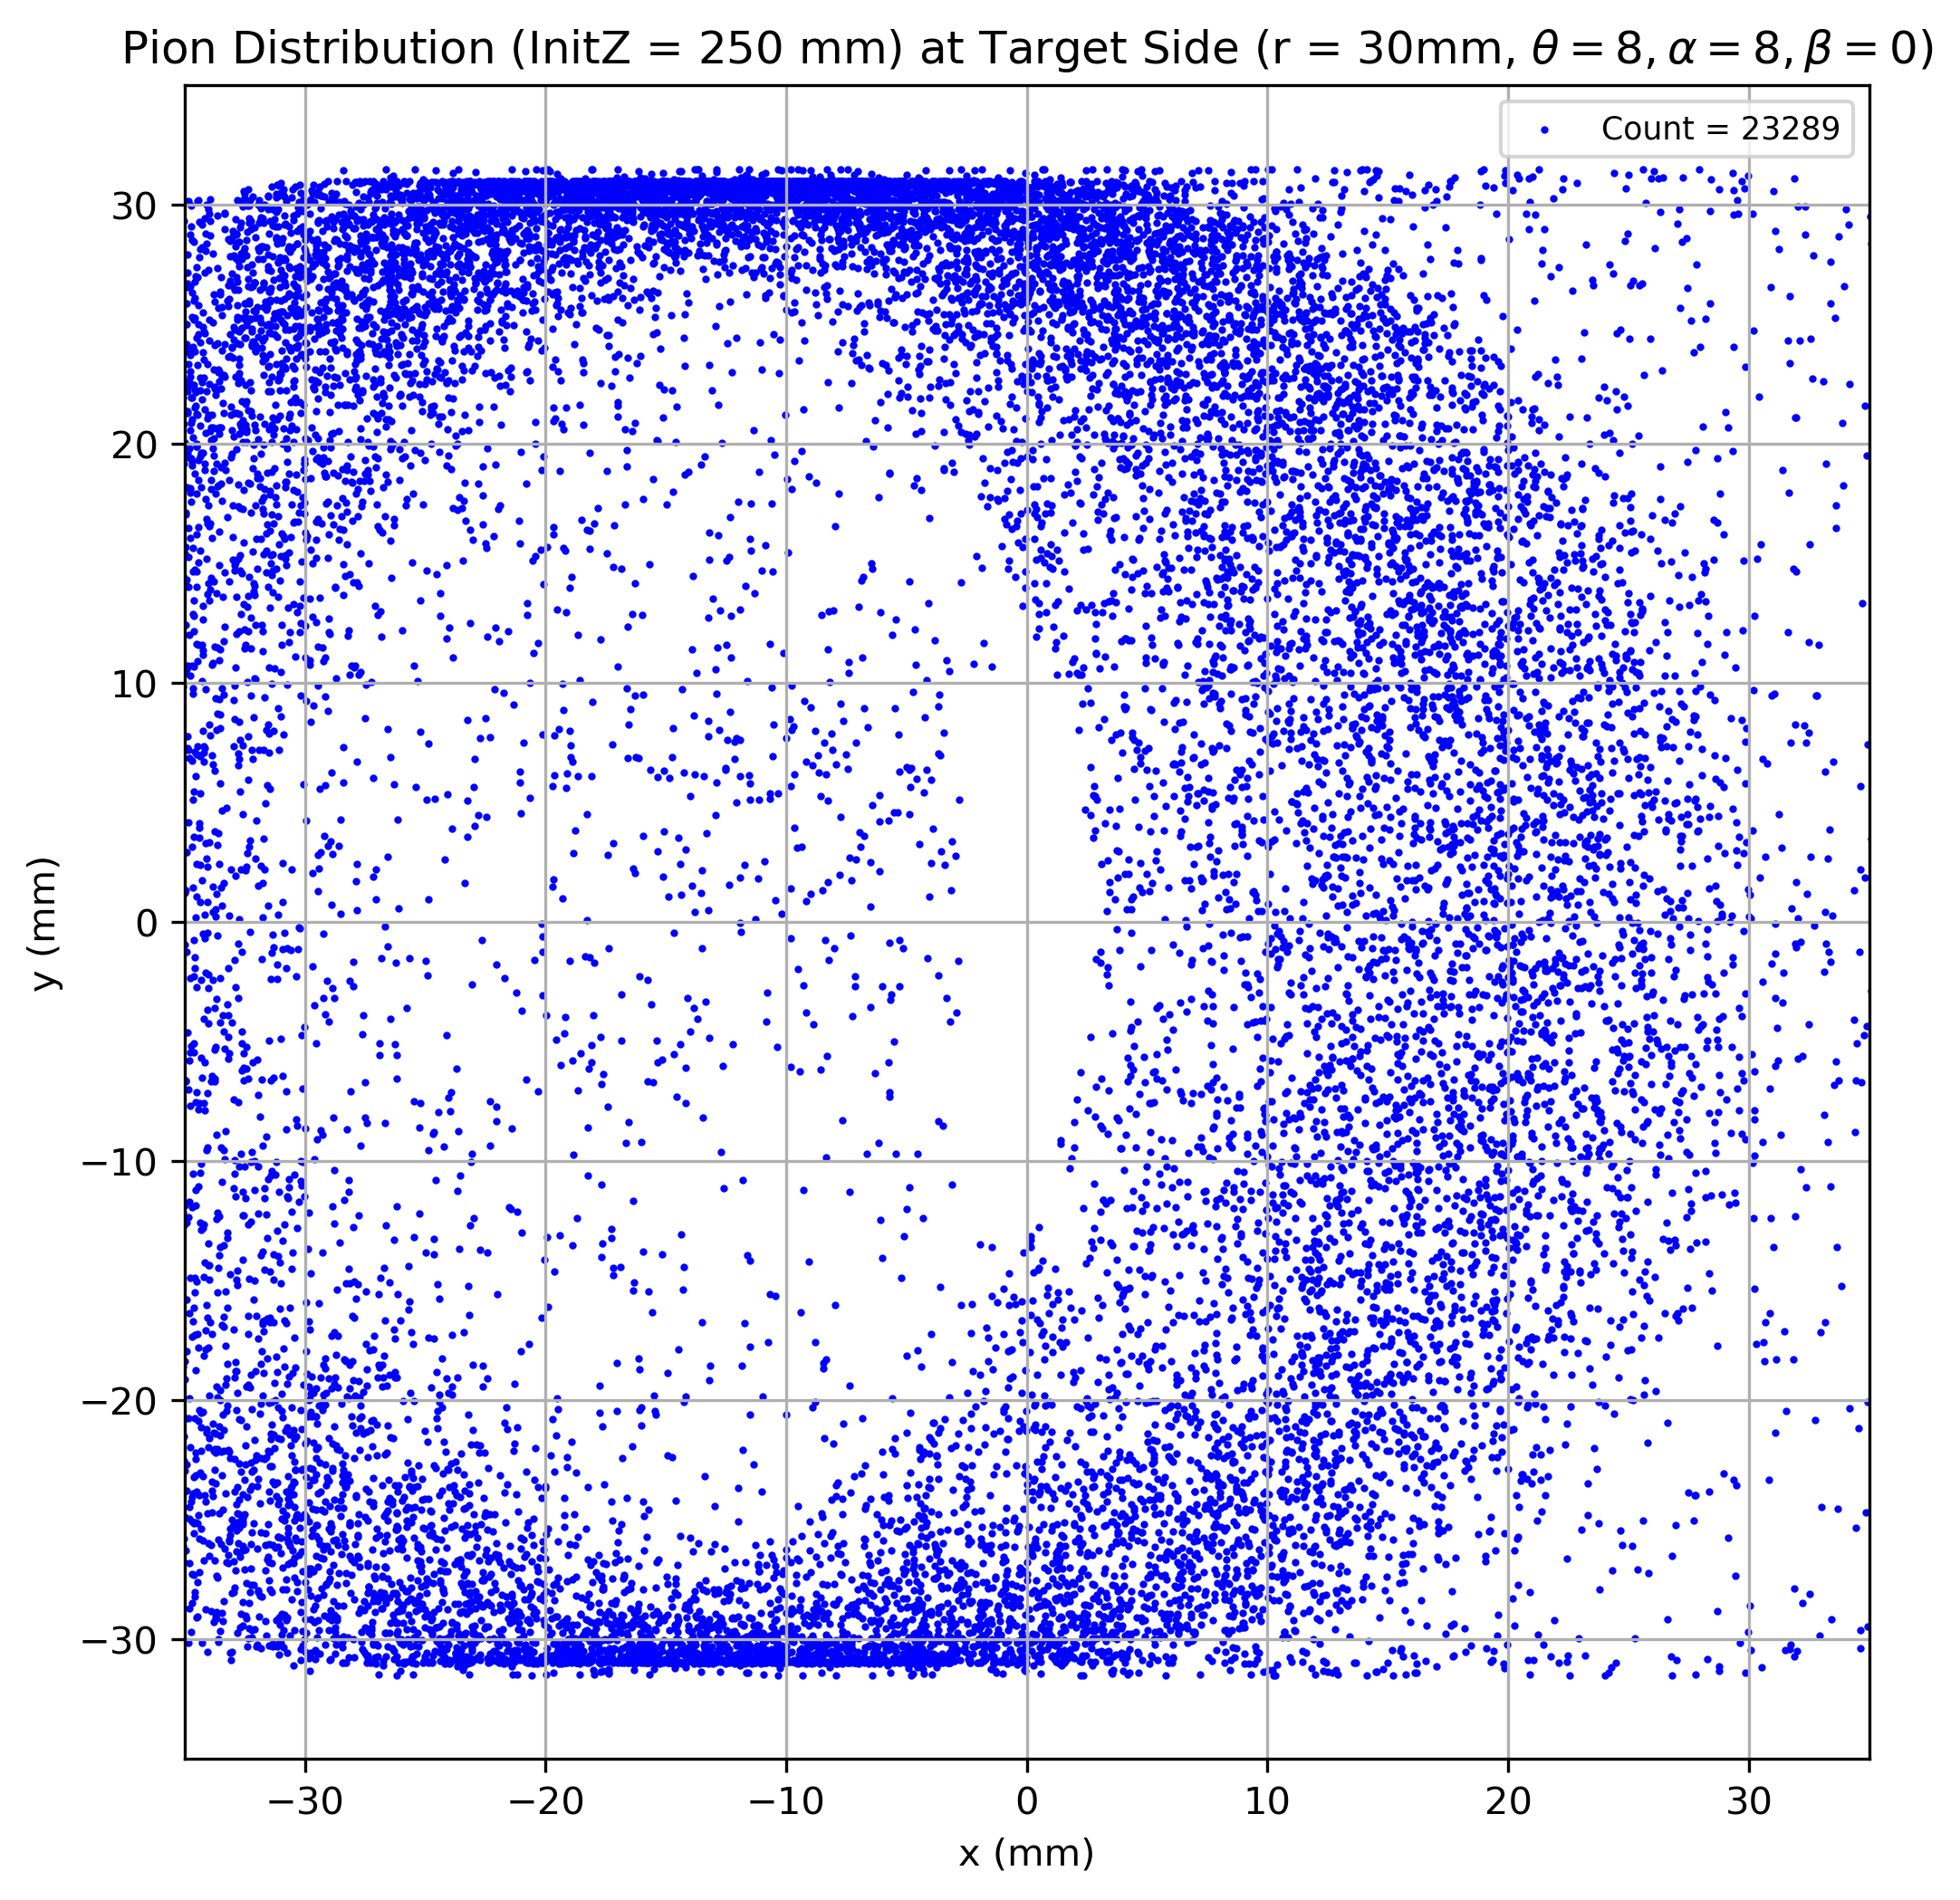 Pion Distribution (InitZ = 250 mm) at Target Side (r = 30mm, θ = 8, α = 8, β = 0)
Count = 23289
30
20
10
0
−10
−20
−30
y (mm)
−30 −20 −10 0 10 20 30
x (mm)